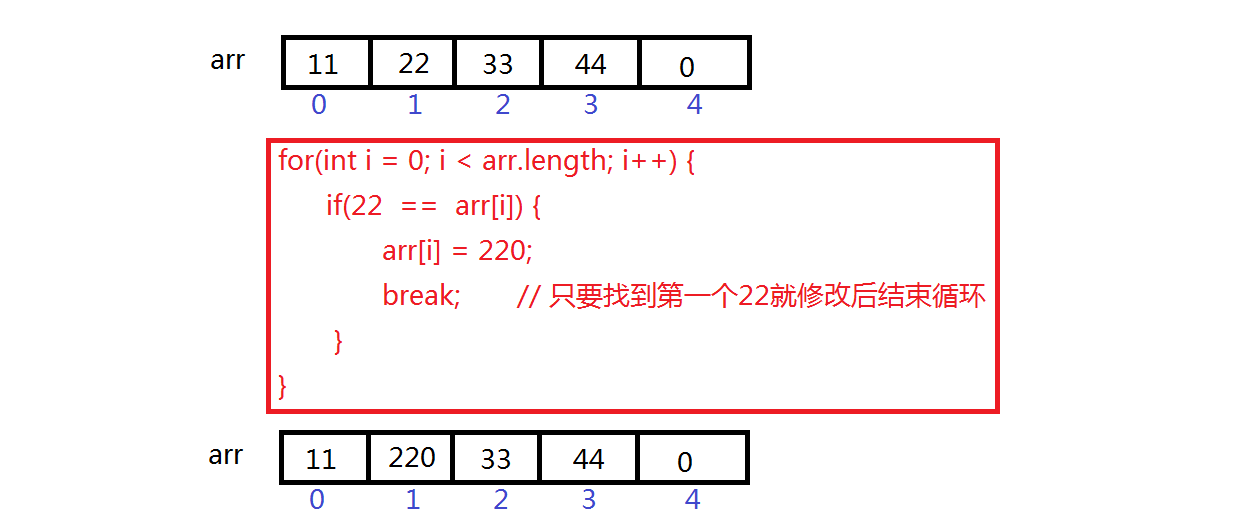 arr 11 22 33 44 0
0 1 2 3 4
for(int i = 0; i < arr.length; i++) {
if(22 == arr[i]) {
arr[i] = 220;
break; // 只要找到第一个22就修改后结束循环
}
}
arr 11 220 33 44 0
0 1 2 3 4